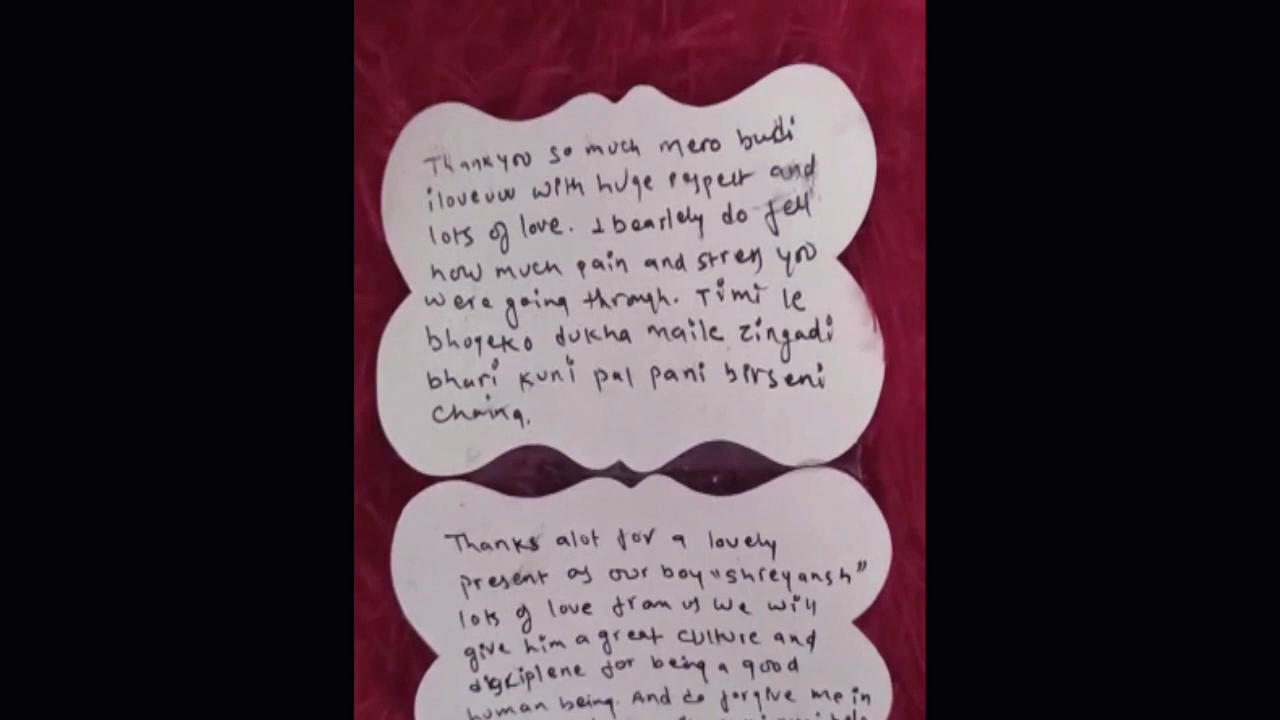 Thankyou so much mero budi
iloveuu with huge respect and
lots of love. I bearlely do fell
how much pain and stress you
were going through. Timi le
bhogeko dukha maile zingadi
bhari kuni pal pani birseni
chaina.
Thanks alot for a lovely
present as our boy "shreyansh"
lots of love from us we will
give him a great culture and
disciplene for being a good
human being. And do forgive me in